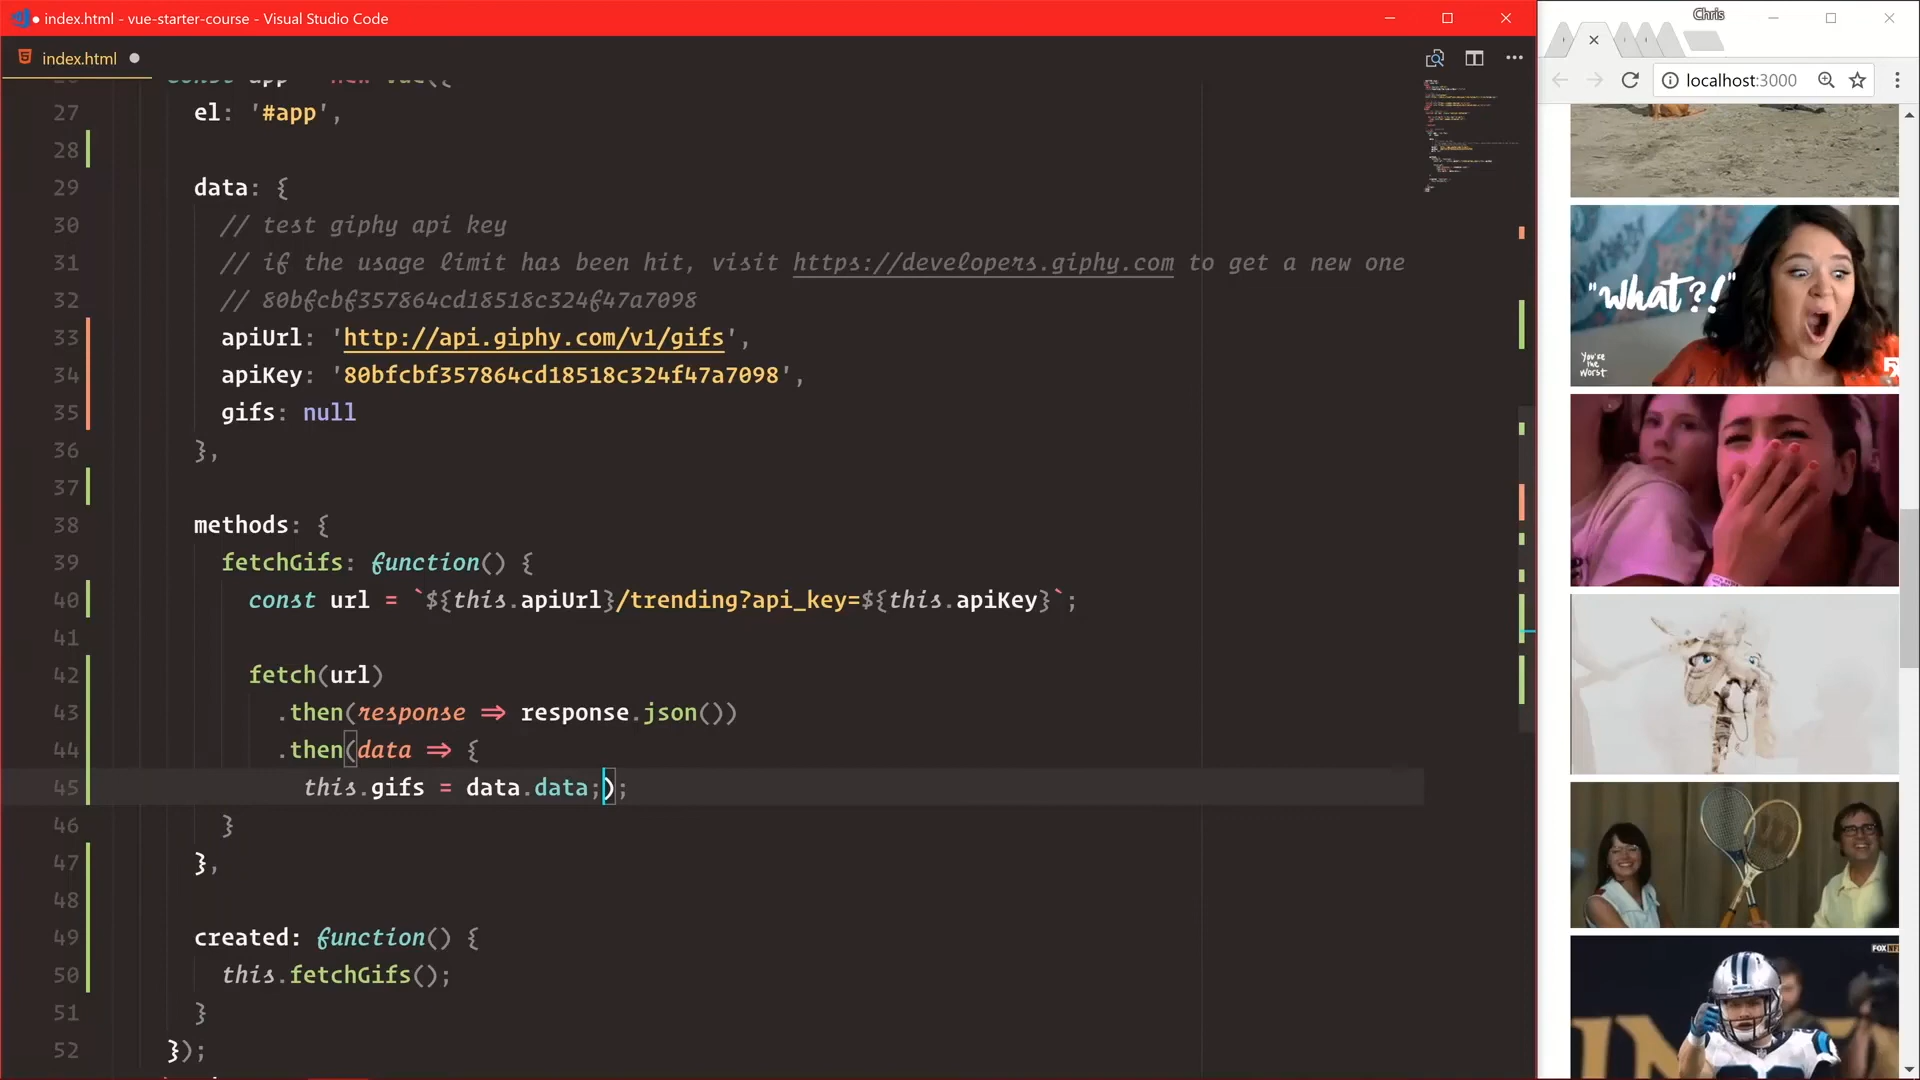 index.html - vue-starter-course - Visual Studio Code
index.html
27 el: '#app',
28
29 data: {
30 // test giphy api key
31 // if the usage limit has been hit, visit https://developers.giphy.com to get a new one
32 // 80bfcbf357864cd18518c324f47a7098
33 apiUrl: 'http://api.giphy.com/v1/gifs',
34 apiKey: '80bfcbf357864cd18518c324f47a7098',
35 gifs: null
36 },
37
38 methods: {
39 fetchGifs: function() {
40 const url = `${this.apiUrl}/trending?api_key=${this.apiKey}`;
41
42 fetch(url)
43 .then(response => response.json())
44 .then(data => {
45 this.gifs = data.data;);
46 }
47 },
48
49 created: function() {
50 this.fetchGifs();
51 }
52 });
Chris
localhost:3000
"What?!"
You're
the
Worst
FOX